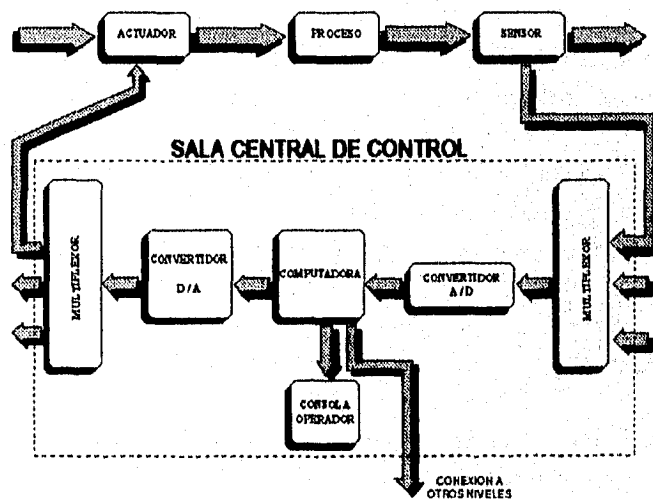 ACTUADOR
PROCESO
SENSOR
SALA CENTRAL DE CONTROL
MULTIPLEXOR
CONVERTIDOR
D/A
COMPUTADORA
CONVERTIDOR
A/D
MULTIPLEXOR
CONSOLA
OPERADOR
CONEXION A
OTROS NIVELES